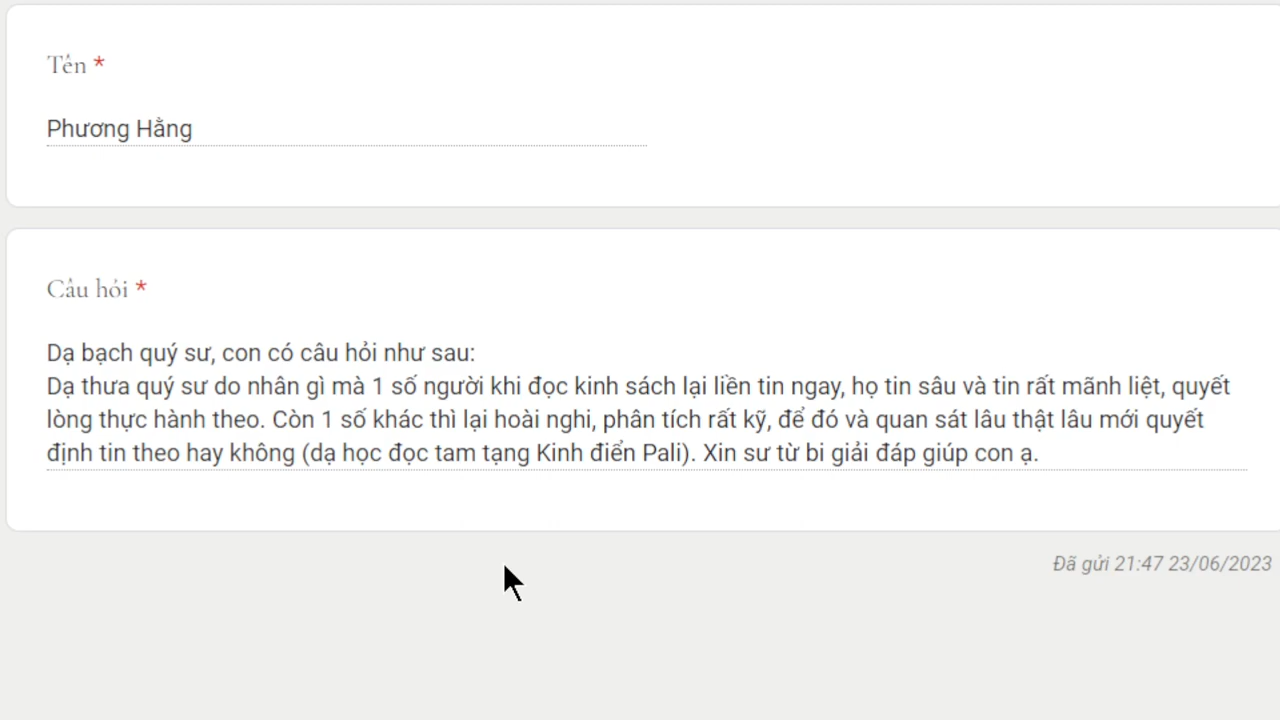 Tên *
Phương Hằng
Câu hỏi *
Dạ bạch quý sư, con có câu hỏi như sau:
Dạ thưa quý sư do nhân gì mà 1 số người khi đọc kinh sách lại liền tin ngay, họ tin sâu và tin rất mãnh liệt, quyết
lòng thực hành theo. Còn 1 số khác thì lại hoài nghi, phân tích rất kỹ, để đó và quan sát lâu thật lâu mới quyết
định tin theo hay không (dạ học đọc tam tạng Kinh điển Pali). Xin sư từ bi giải đáp giúp con ạ.
Đã gửi 21:47 23/06/2023